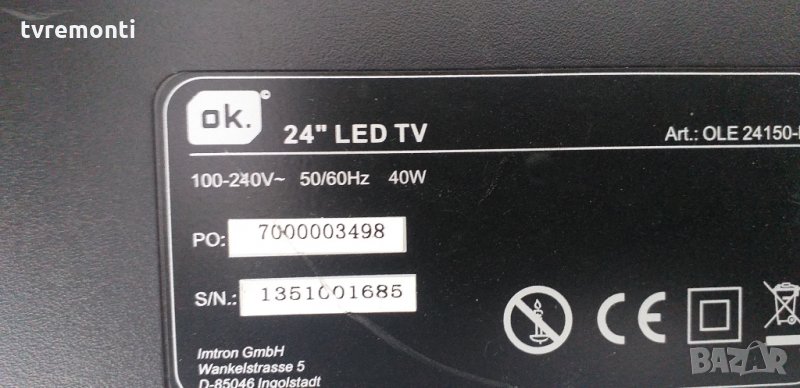 tvremonti
ok.
24" LED TV
Art.: OLE 24150-
100-240V~ 50/60Hz 40W
PO: 7000003498
S/N.: 1351001685
Imtron GmbH
Wankelstrasse 5
D-85046 Ingolstadt
BAZAR